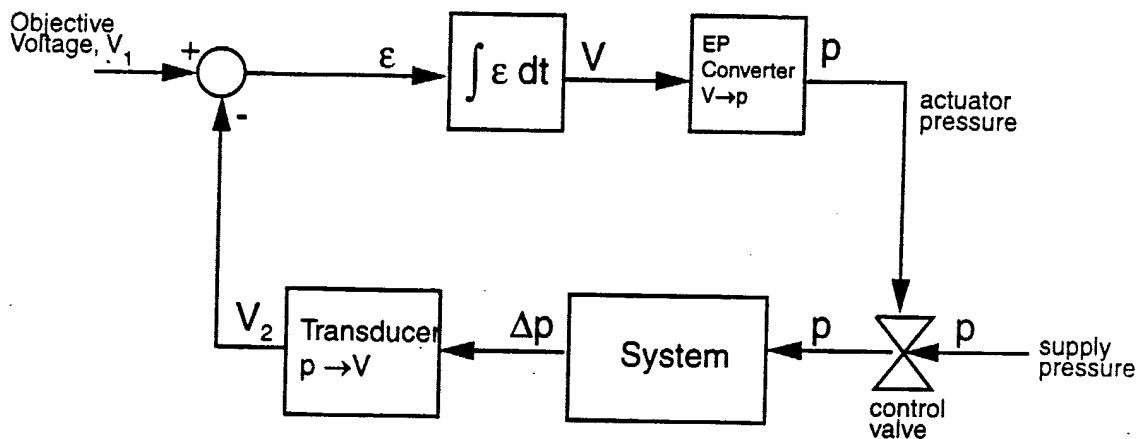 Objective
Voltage, V₁
+
-
ε
∫ ε dt
V
EP
Converter
V→p
p
actuator
pressure
V₂
Transducer
p →V
Δp
System
p
p
supply
pressure
control
valve